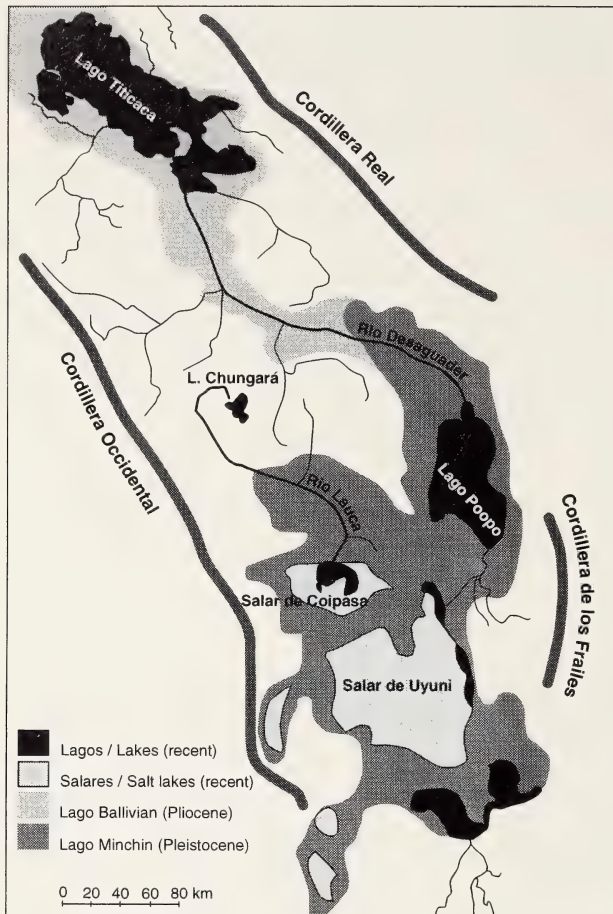 Lago Titicaca
Cordillera Real
Cordillera Occidental
Rio Desaguader
L. Chungará
Rio Lauca
Lago Poopo
Cordillera de los Frailes
Salar de Coipasa
Salar de Uyuni
Lagos / Lakes (recent)
Salares / Salt lakes (recent)
Lago Ballivian (Pliocene)
Lago Minchin (Pleistocene)
0 20 40 60 80 km